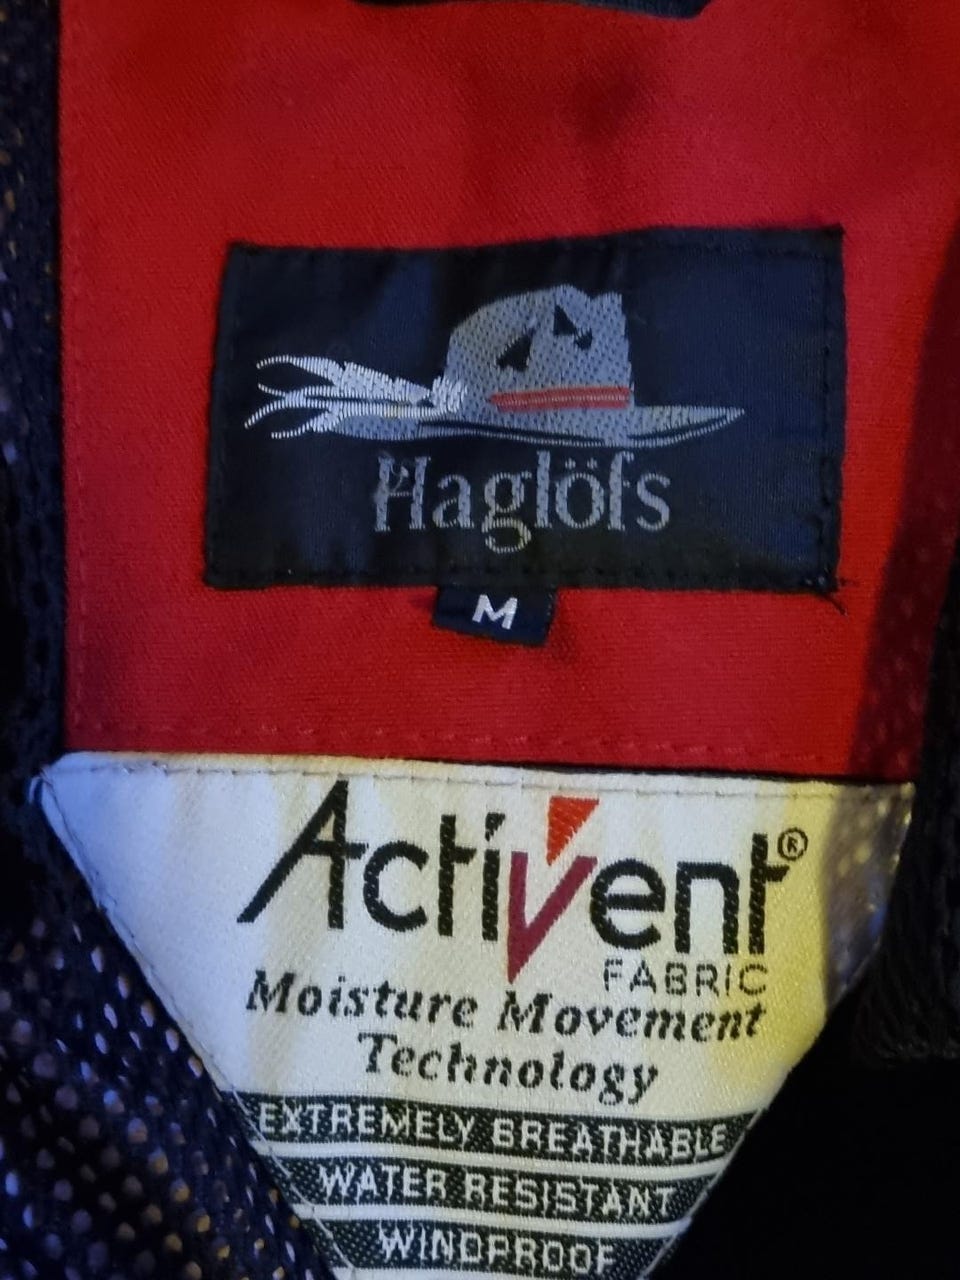 Haglöfs
M
Activent®
FABRIC
Moisture Movement
Technology
EXTREMELY BREATHABLE
WATER RESISTANT
WINDPROOF